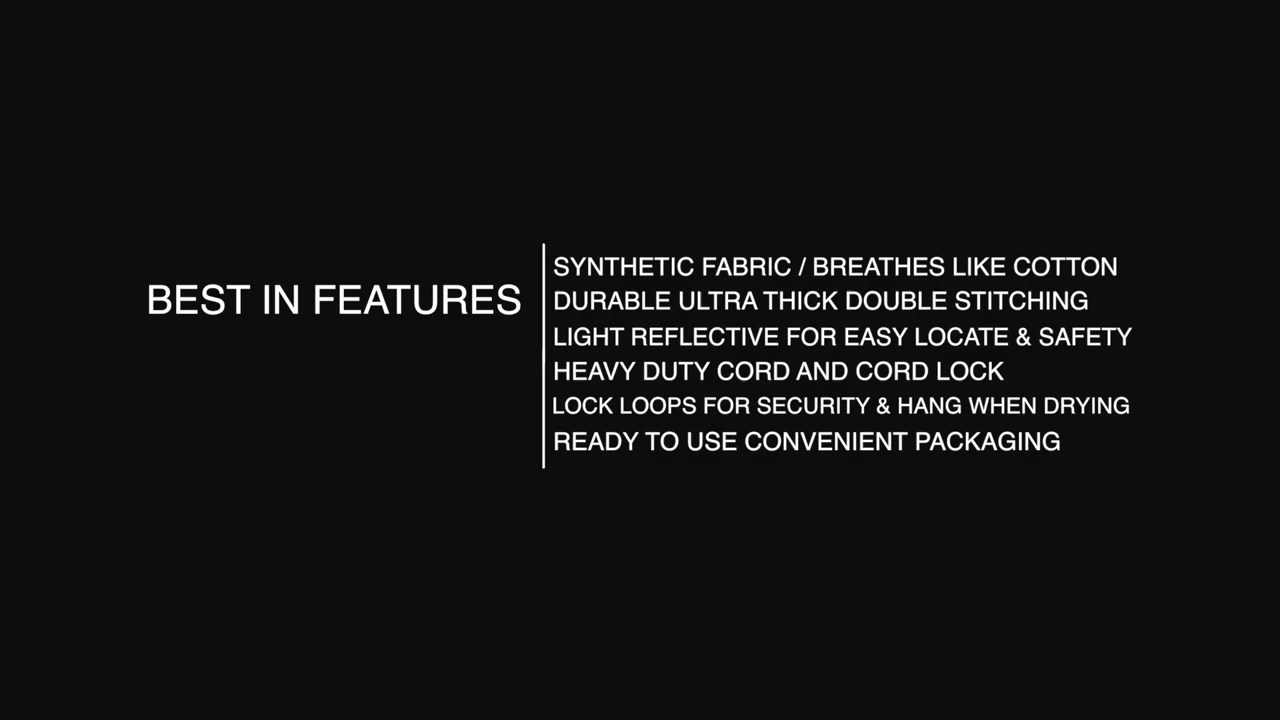 BEST IN FEATURES
SYNTHETIC FABRIC / BREATHES LIKE COTTON
DURABLE ULTRA THICK DOUBLE STITCHING
LIGHT REFLECTIVE FOR EASY LOCATE & SAFETY
HEAVY DUTY CORD AND CORD LOCK
LOCK LOOPS FOR SECURITY & HANG WHEN DRYING
READY TO USE CONVENIENT PACKAGING